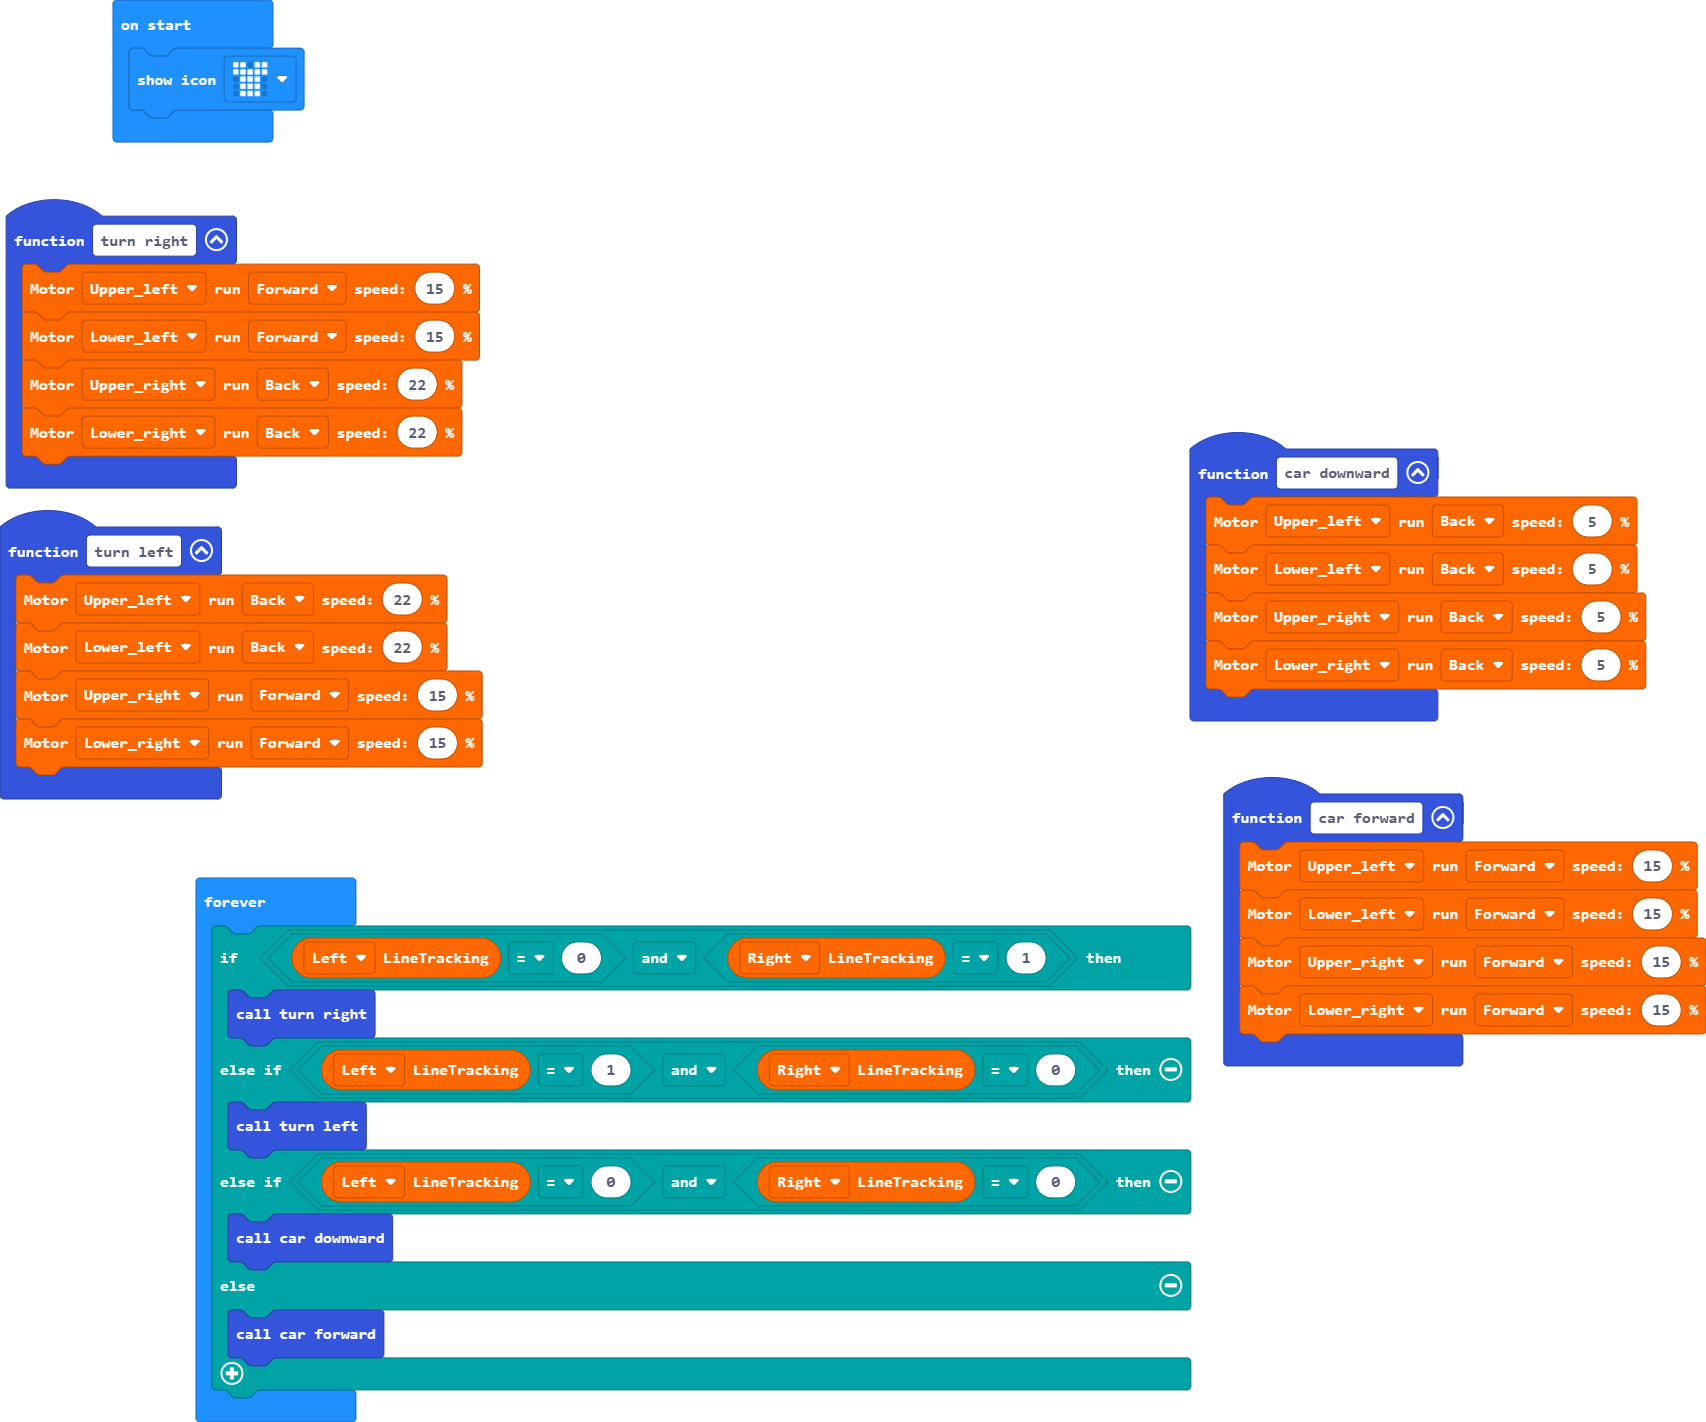 on start
show icon
function turn right
Motor Upper_left run Forward speed: 15 %
Motor Lower_left run Forward speed: 15 %
Motor Upper_right run Back speed: 22 %
Motor Lower_right run Back speed: 22 %
function turn left
Motor Upper_left run Back speed: 22 %
Motor Lower_left run Back speed: 22 %
Motor Upper_right run Forward speed: 15 %
Motor Lower_right run Forward speed: 15 %
function car downward
Motor Upper_left run Back speed: 5 %
Motor Lower_left run Back speed: 5 %
Motor Upper_right run Back speed: 5 %
Motor Lower_right run Back speed: 5 %
function car forward
Motor Upper_left run Forward speed: 15 %
Motor Lower_left run Forward speed: 15 %
Motor Upper_right run Forward speed: 15 %
Motor Lower_right run Forward speed: 15 %
forever
if Left LineTracking = 0 and Right LineTracking = 1 then
call turn right
else if Left LineTracking = 1 and Right LineTracking = 0 then
call turn left
else if Left LineTracking = 0 and Right LineTracking = 0 then
call car downward
else
call car forward